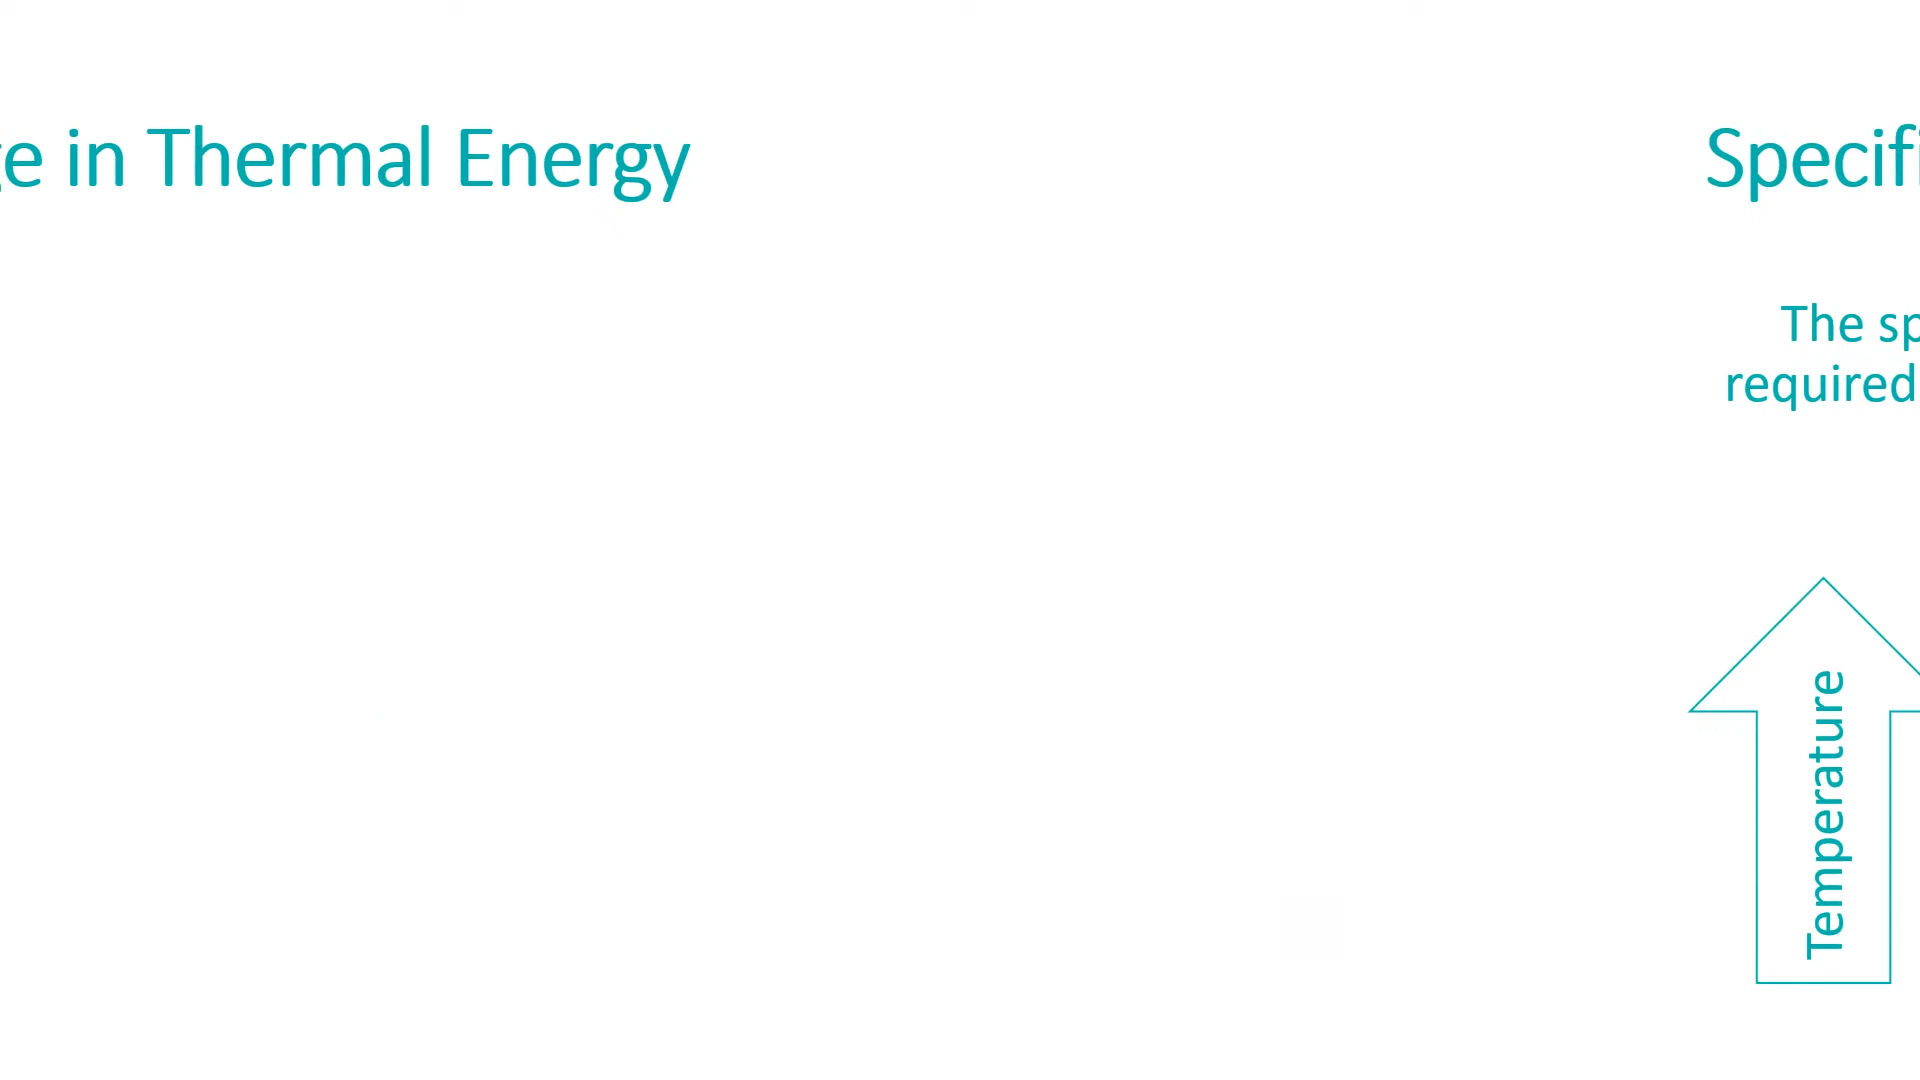 e in Thermal Energy
Specifi
The sp
required
Temperature